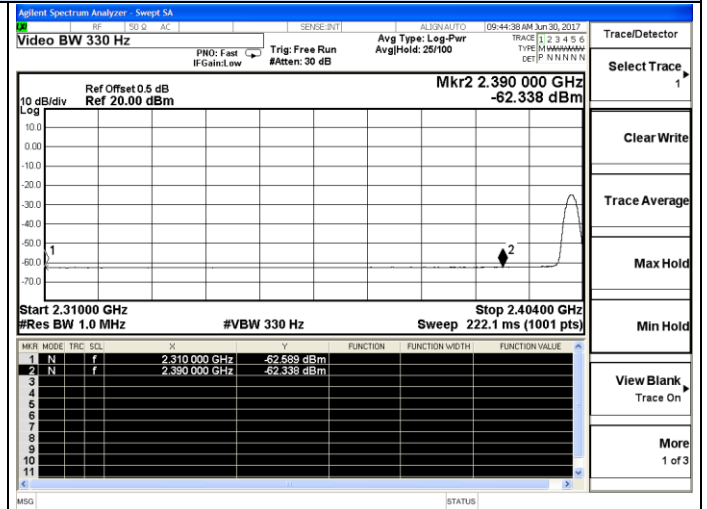 Agilent Spectrum Analyzer - Swept SA
RF 50 Ω AC SENSE:INT ALIGNAUTO 09:44:38 AM Jun 30, 2017
Video BW 330 Hz
PNO: Fast
IFGain:Low
Trig: Free Run
#Atten: 30 dB
Avg Type: Log-Pwr
Avg|Hold: 25/100
TRACE 1 2 3 4 5 6
TYPE M
DET P N N N N N
Ref Offset 0.5 dB
10 dB/div Ref 20.00 dBm
Log
Mkr2 2.390 000 GHz
-62.338 dBm
10.0
0.00
-10.0
-20.0
-30.0
-40.0
-50.0
-60.0
-70.0
1
2
Start 2.31000 GHz Stop 2.40400 GHz
#Res BW 1.0 MHz #VBW 330 Hz Sweep 222.1 ms (1001 pts)
MKR MODE TRC SCL X Y FUNCTION FUNCTION WIDTH FUNCTION VALUE
1 N f 2.310 000 GHz -62.589 dBm
2 N f 2.390 000 GHz -62.338 dBm
3
4
5
6
7
8
9
10
11
MSG STATUS
Trace/Detector
Select Trace
1
Clear Write
Trace Average
Max Hold
Min Hold
View Blank
Trace On
More
1 of 3